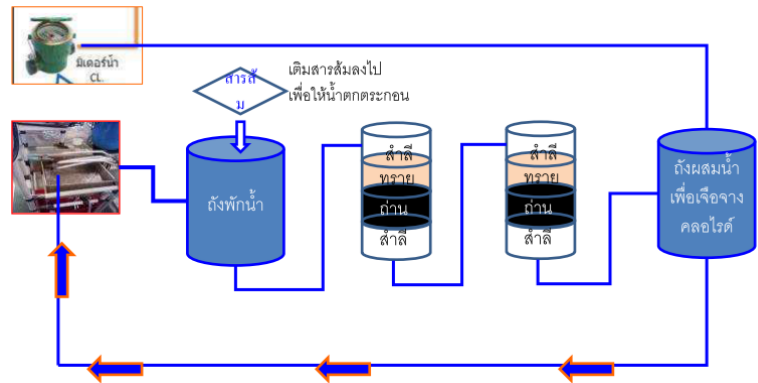 มิเตอร์น้ำ
CL.
สารส้
ม
เติมสารส้มลงไป
เพื่อให้น้ำตกตระกอน
ถังพักน้ำ
สำลี
ทราย
ถ่าน
สำลี
สำลี
ทราย
ถ่าน
สำลี
ถังผสมน้ำ
เพื่อเจือจาง
คลอไรด์